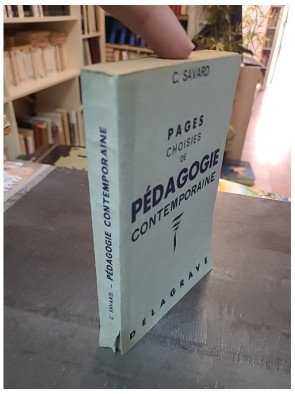 C. SAVARD
PAGES
CHOISIES
DE
PÉDAGOGIE
CONTEMPORAINE
DELAGRAVE
C. SAVARD. - PÉDAGOGIE CONTEMPORAINE